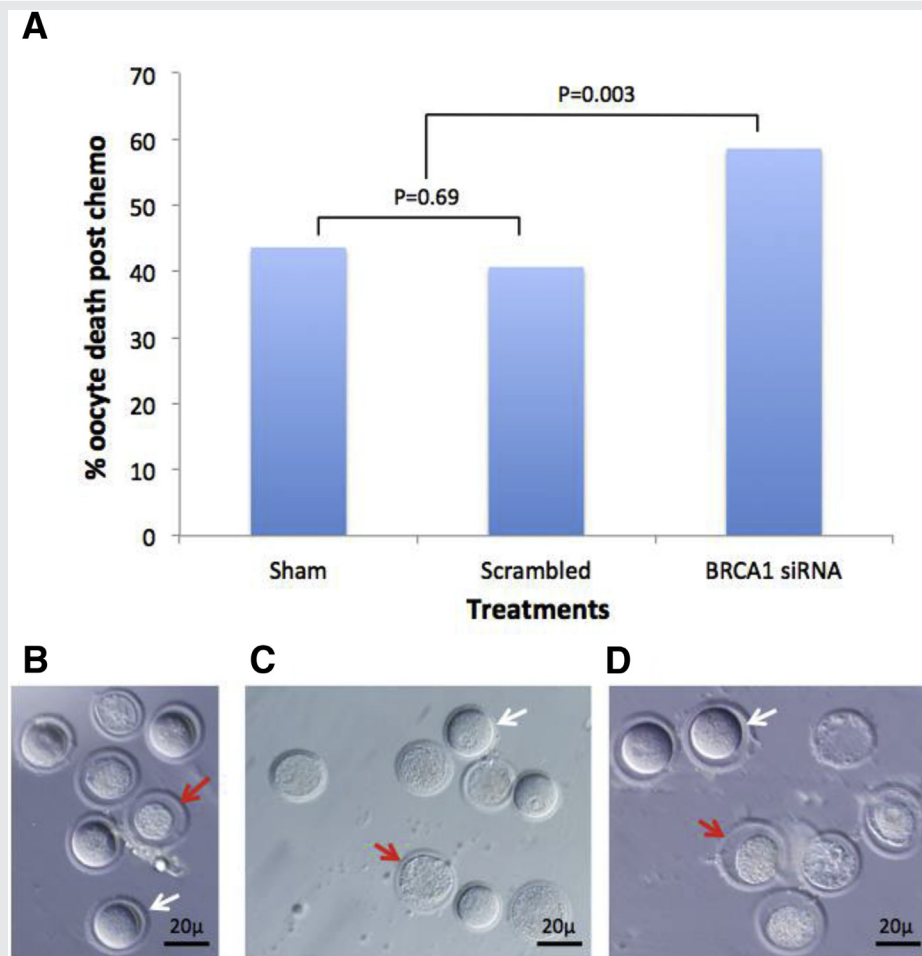 A
% oocyte death post chemo
70
60
50
40
30
20
10
0
P=0.003
P=0.69
Sham Scrambled BRCA1 siRNA
Treatments
B C D
20μ 20μ 20μ